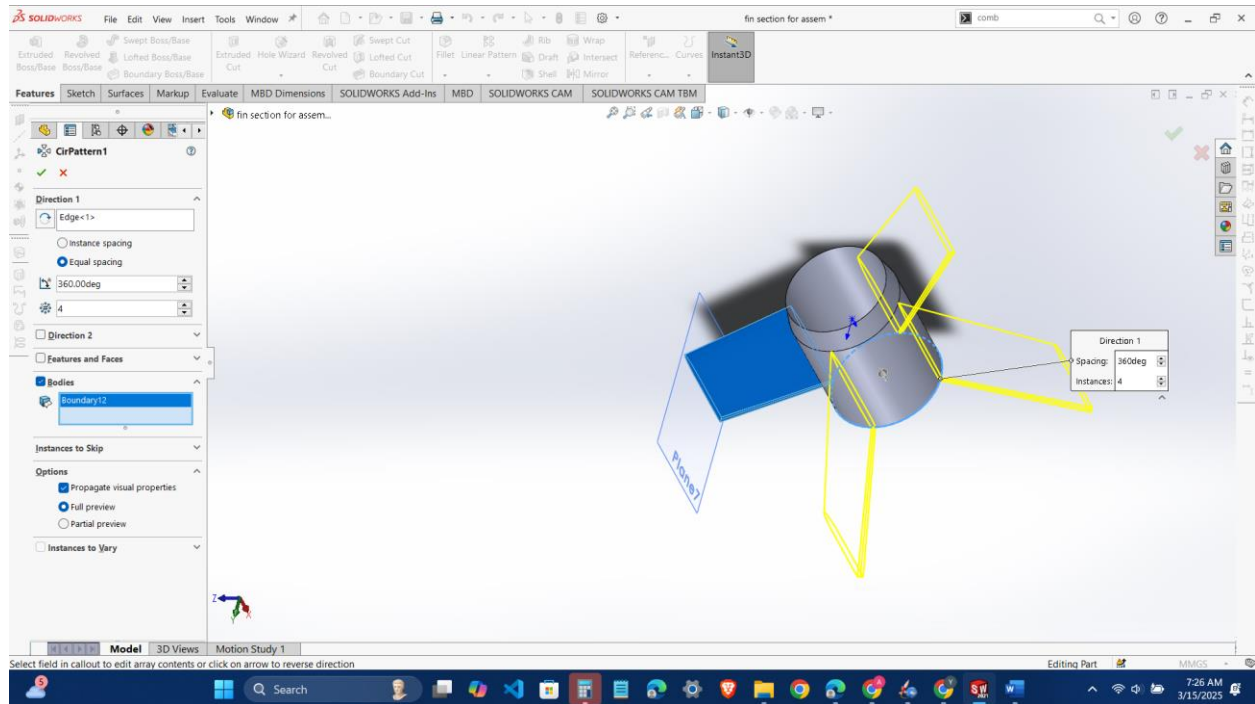 SOLIDWORKS File Edit View Insert Tools Window fin section for assem * comb
Extruded Boss/Base Revolved Boss/Base Swept Boss/Base Lofted Boss/Base Boundary Boss/Base Extruded Cut Hole Wizard Revolved Cut Swept Cut Lofted Cut Boundary Cut Fillet Linear Pattern Rib Draft Shell Wrap Intersect Mirror Referenc... Curves Instant3D
Features Sketch Surfaces Markup Evaluate MBD Dimensions SOLIDWORKS Add-Ins MBD SOLIDWORKS CAM SOLIDWORKS CAM TBM
fin section for assem...
CirPattern1
Direction 1
Edge<1>
Instance spacing
Equal spacing
360.00deg
4
Direction 2
Features and Faces
Bodies
Boundary12
Instances to Skip
Options
Propagate visual properties
Full preview
Partial preview
Instances to Vary
Direction 1
Spacing: 360deg
Instances: 4
Plane7
Z
Model 3D Views Motion Study 1
Select field in callout to edit array contents or click on arrow to reverse direction Editing Part MMGS
5 Search 7:26 AM
3/15/2025